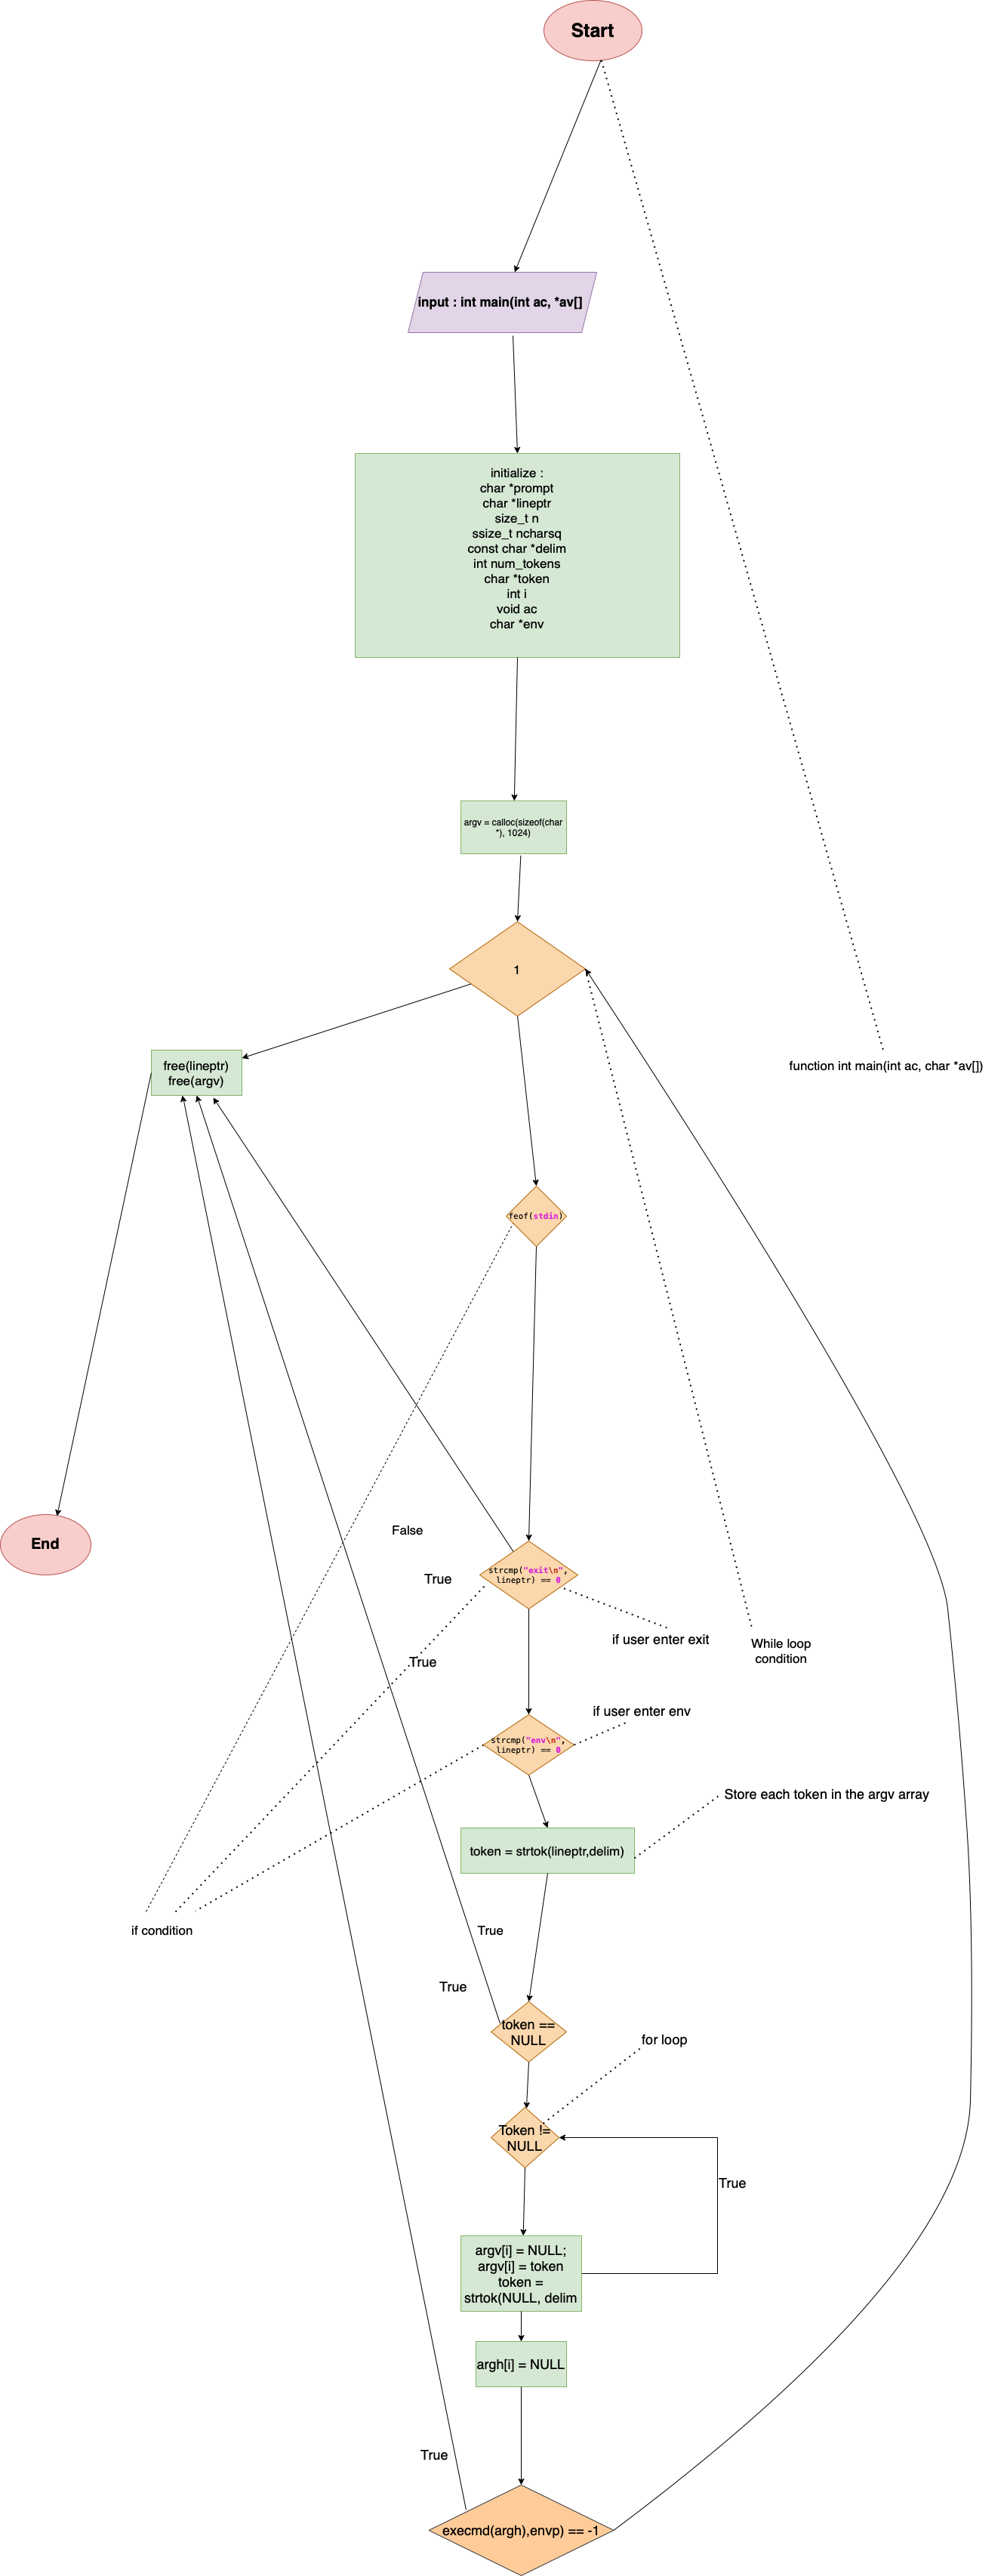 Start
input : int main(int ac, *av[]
initialize :
char *prompt
char *lineptr
size_t n
ssize_t ncharsq
const char *delim
int num_tokens
char *token
int i
void ac
char *env
argv = calloc(sizeof(char
*), 1024)
1
free(lineptr)
free(argv)
function int main(int ac, char *av[])
feof(stdin)
False
End
strcmp("exit\n",
lineptr) == 0
True
if user enter exit
While loop
condition
True
if user enter env
strcmp("env\n",
lineptr) == 0
Store each token in the argv array
token = strtok(lineptr,delim)
if condition
True
True
token ==
NULL
for loop
Token !=
NULL
True
argv[i] = NULL;
argv[i] = token
token =
strtok(NULL, delim
argh[i] = NULL
True
execmd(argh),envp) == -1